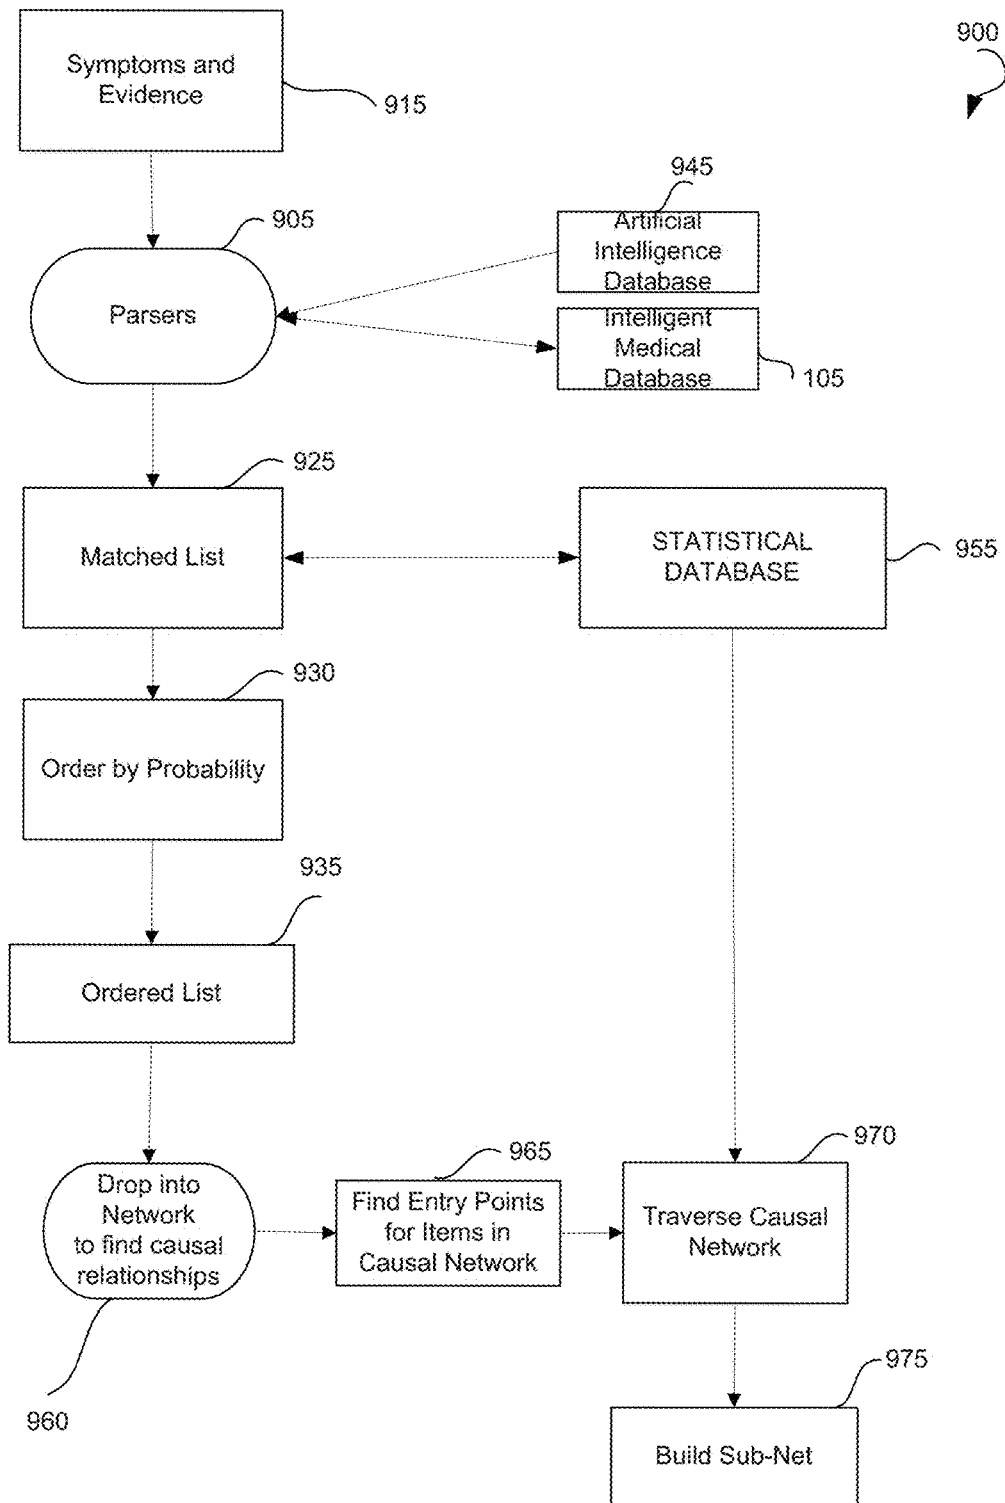 900
Symptoms and
Evidence
915
945
905
Artificial
Intelligence
Database
Parsers
Intelligent
Medical
Database
105
925
Matched List
STATISTICAL
DATABASE
955
930
Order by Probability
935
Ordered List
970
965
Drop into
Network
to find causal
relationships
Find Entry Points
for Items in
Causal Network
Traverse Causal
Network
960
975
Build Sub-Net